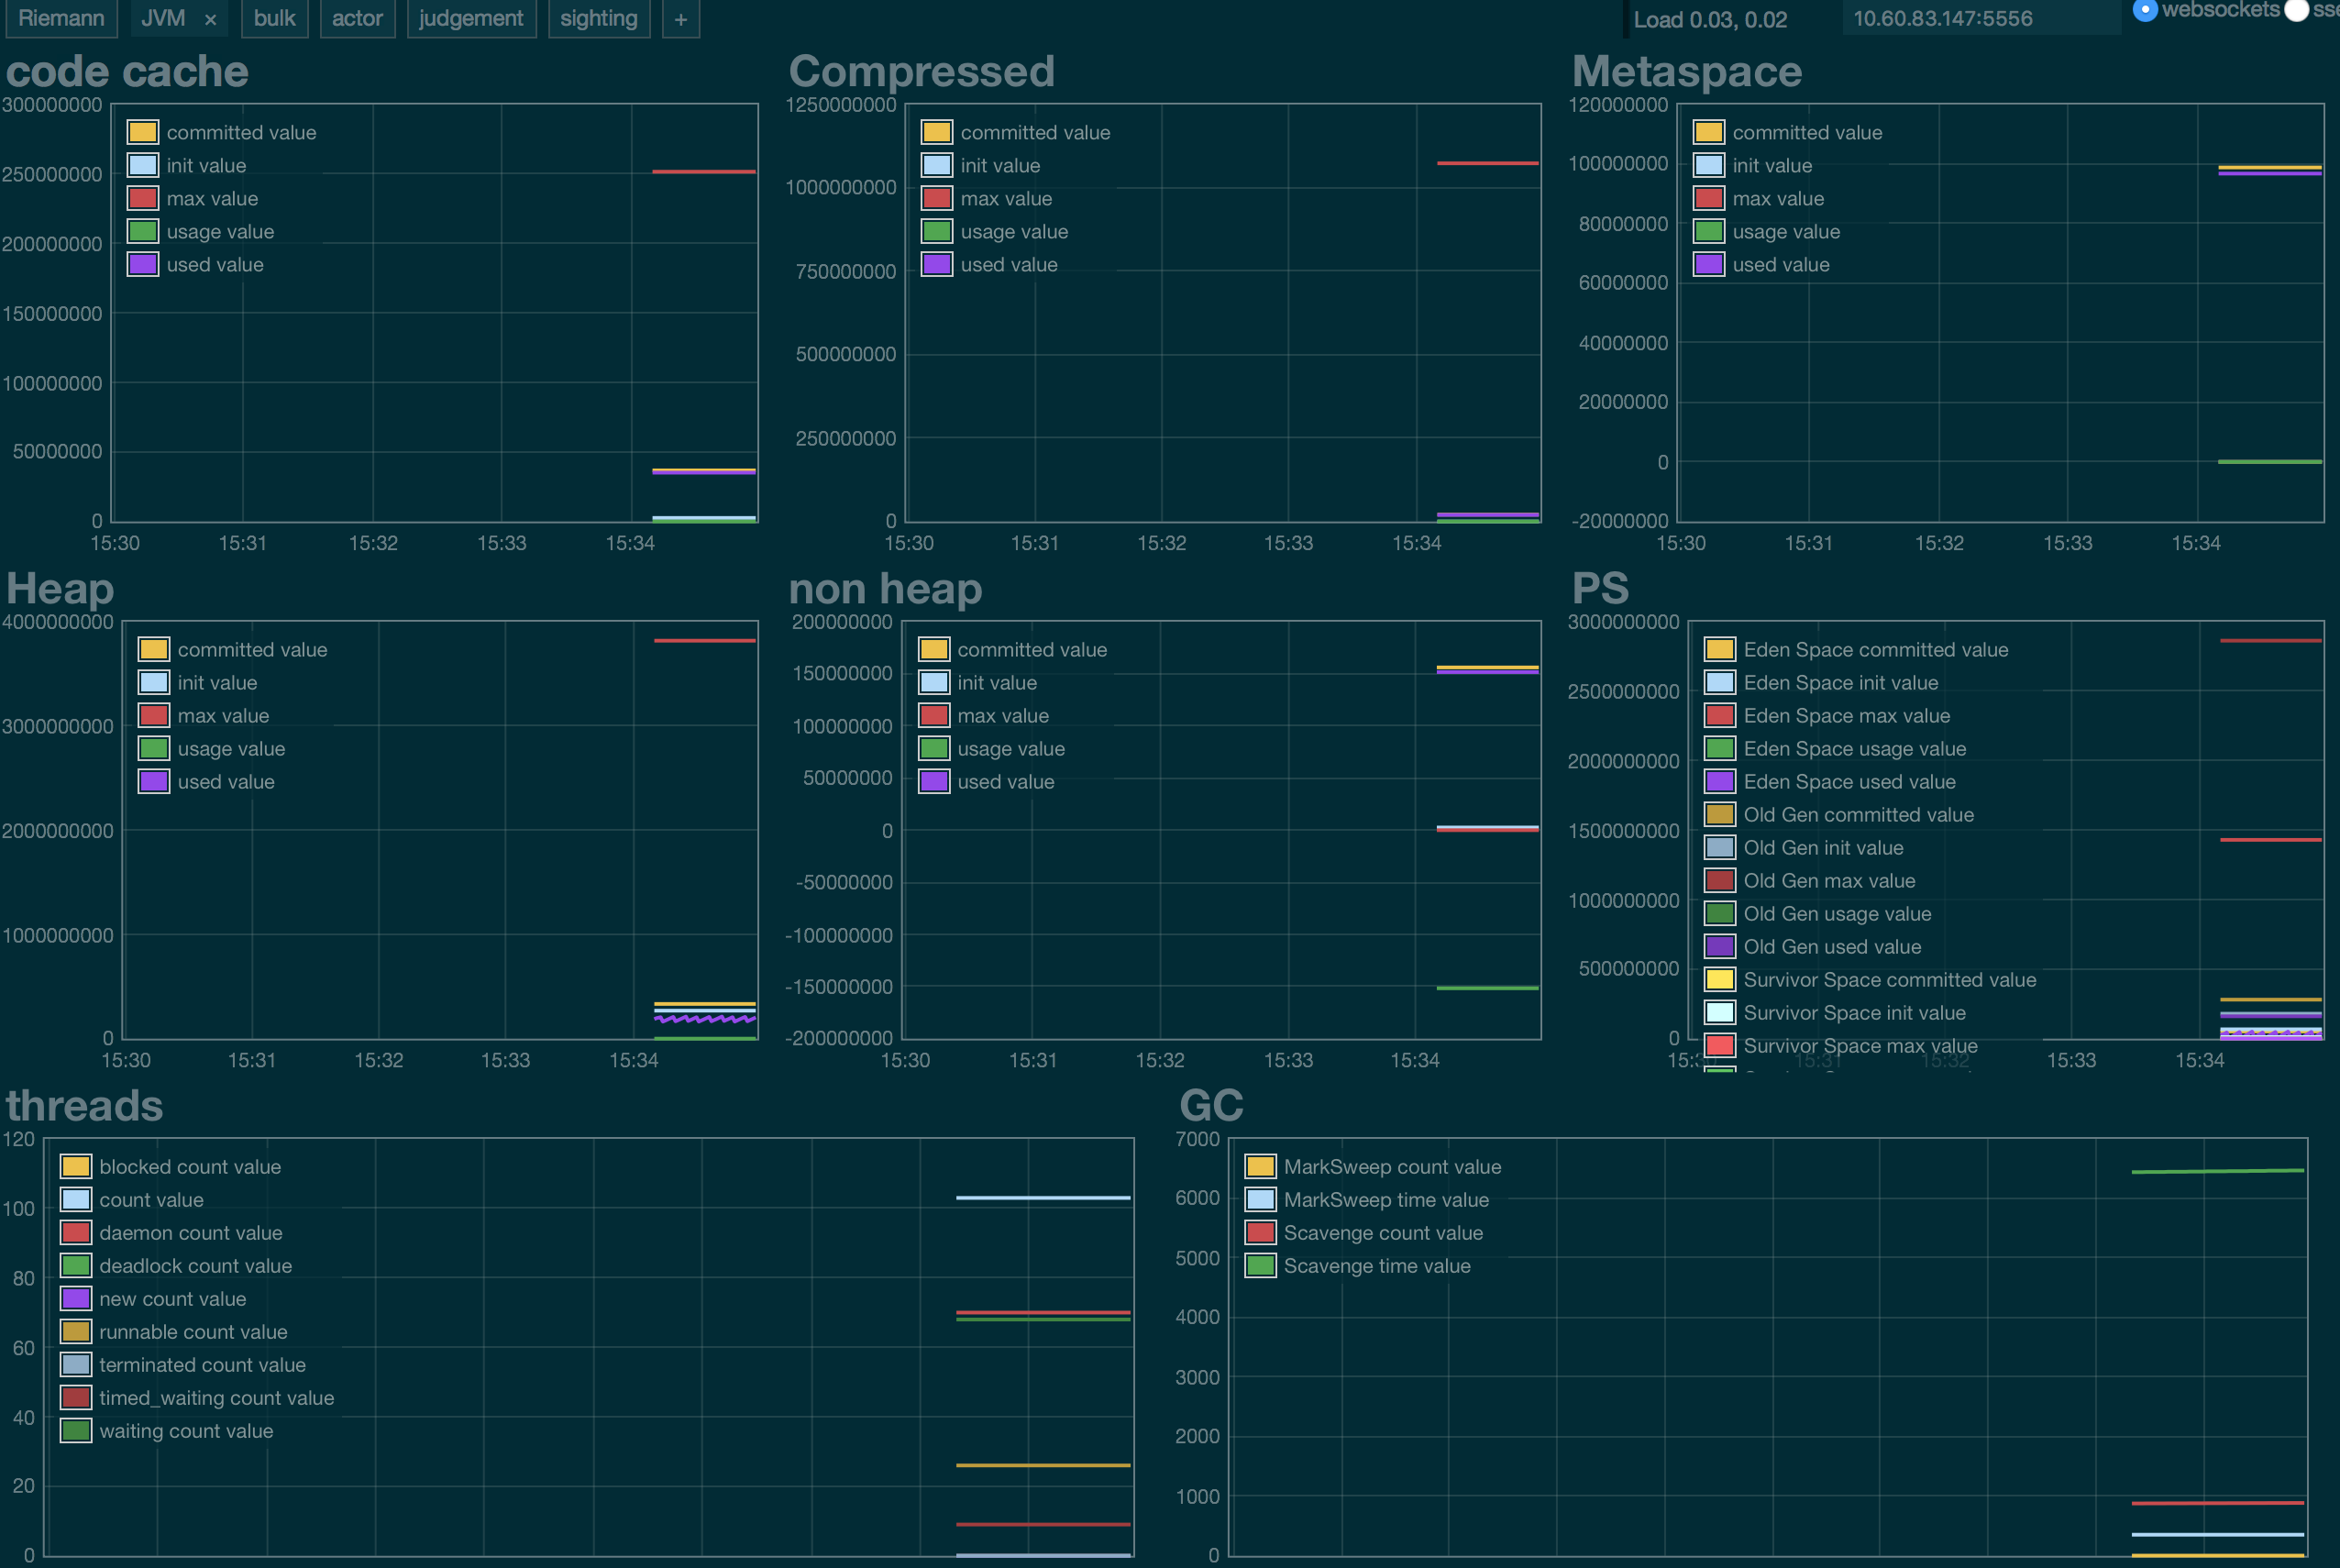 Riemann JVM × bulk actor judgement sighting + Load 0.03, 0.02 10.60.83.147:5556 websockets sse
code cache
300000000
250000000
200000000
150000000
100000000
50000000
0
committed value
init value
max value
usage value
used value
15:30 15:31 15:32 15:33 15:34
Compressed
1250000000
1000000000
750000000
500000000
250000000
0
committed value
init value
max value
usage value
used value
15:30 15:31 15:32 15:33 15:34
Metaspace
120000000
100000000
80000000
60000000
40000000
20000000
0
-20000000
committed value
init value
max value
usage value
used value
15:30 15:31 15:32 15:33 15:34
Heap
4000000000
3000000000
2000000000
1000000000
0
committed value
init value
max value
usage value
used value
15:30 15:31 15:32 15:33 15:34
non heap
200000000
150000000
100000000
50000000
0
-50000000
-100000000
-150000000
-200000000
committed value
init value
max value
usage value
used value
15:30 15:31 15:32 15:33 15:34
PS
3000000000
2500000000
2000000000
1500000000
1000000000
500000000
0
Eden Space committed value
Eden Space init value
Eden Space max value
Eden Space usage value
Eden Space used value
Old Gen committed value
Old Gen init value
Old Gen max value
Old Gen usage value
Old Gen used value
Survivor Space committed value
Survivor Space init value
Survivor Space max value
15:30 15:31 15:32 15:33 15:34
threads
120
100
80
60
40
20
0
blocked count value
count value
daemon count value
deadlock count value
new count value
runnable count value
terminated count value
timed_waiting count value
waiting count value
GC
7000
6000
5000
4000
3000
2000
1000
0
MarkSweep count value
MarkSweep time value
Scavenge count value
Scavenge time value